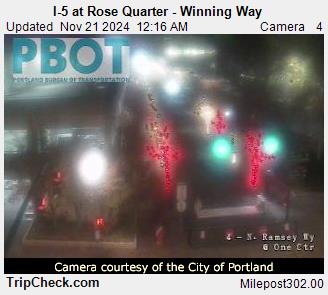 I-5 at Rose Quarter - Winning Way
Updated Nov 21 2024 12:16 AM Camera 4
PBOT
PORTLAND BUREAU OF TRANSPORTATION
4 - N. Ramsey Wy
@ One Ctr
Camera courtesy of the City of Portland
TripCheck.com Milepost302.00